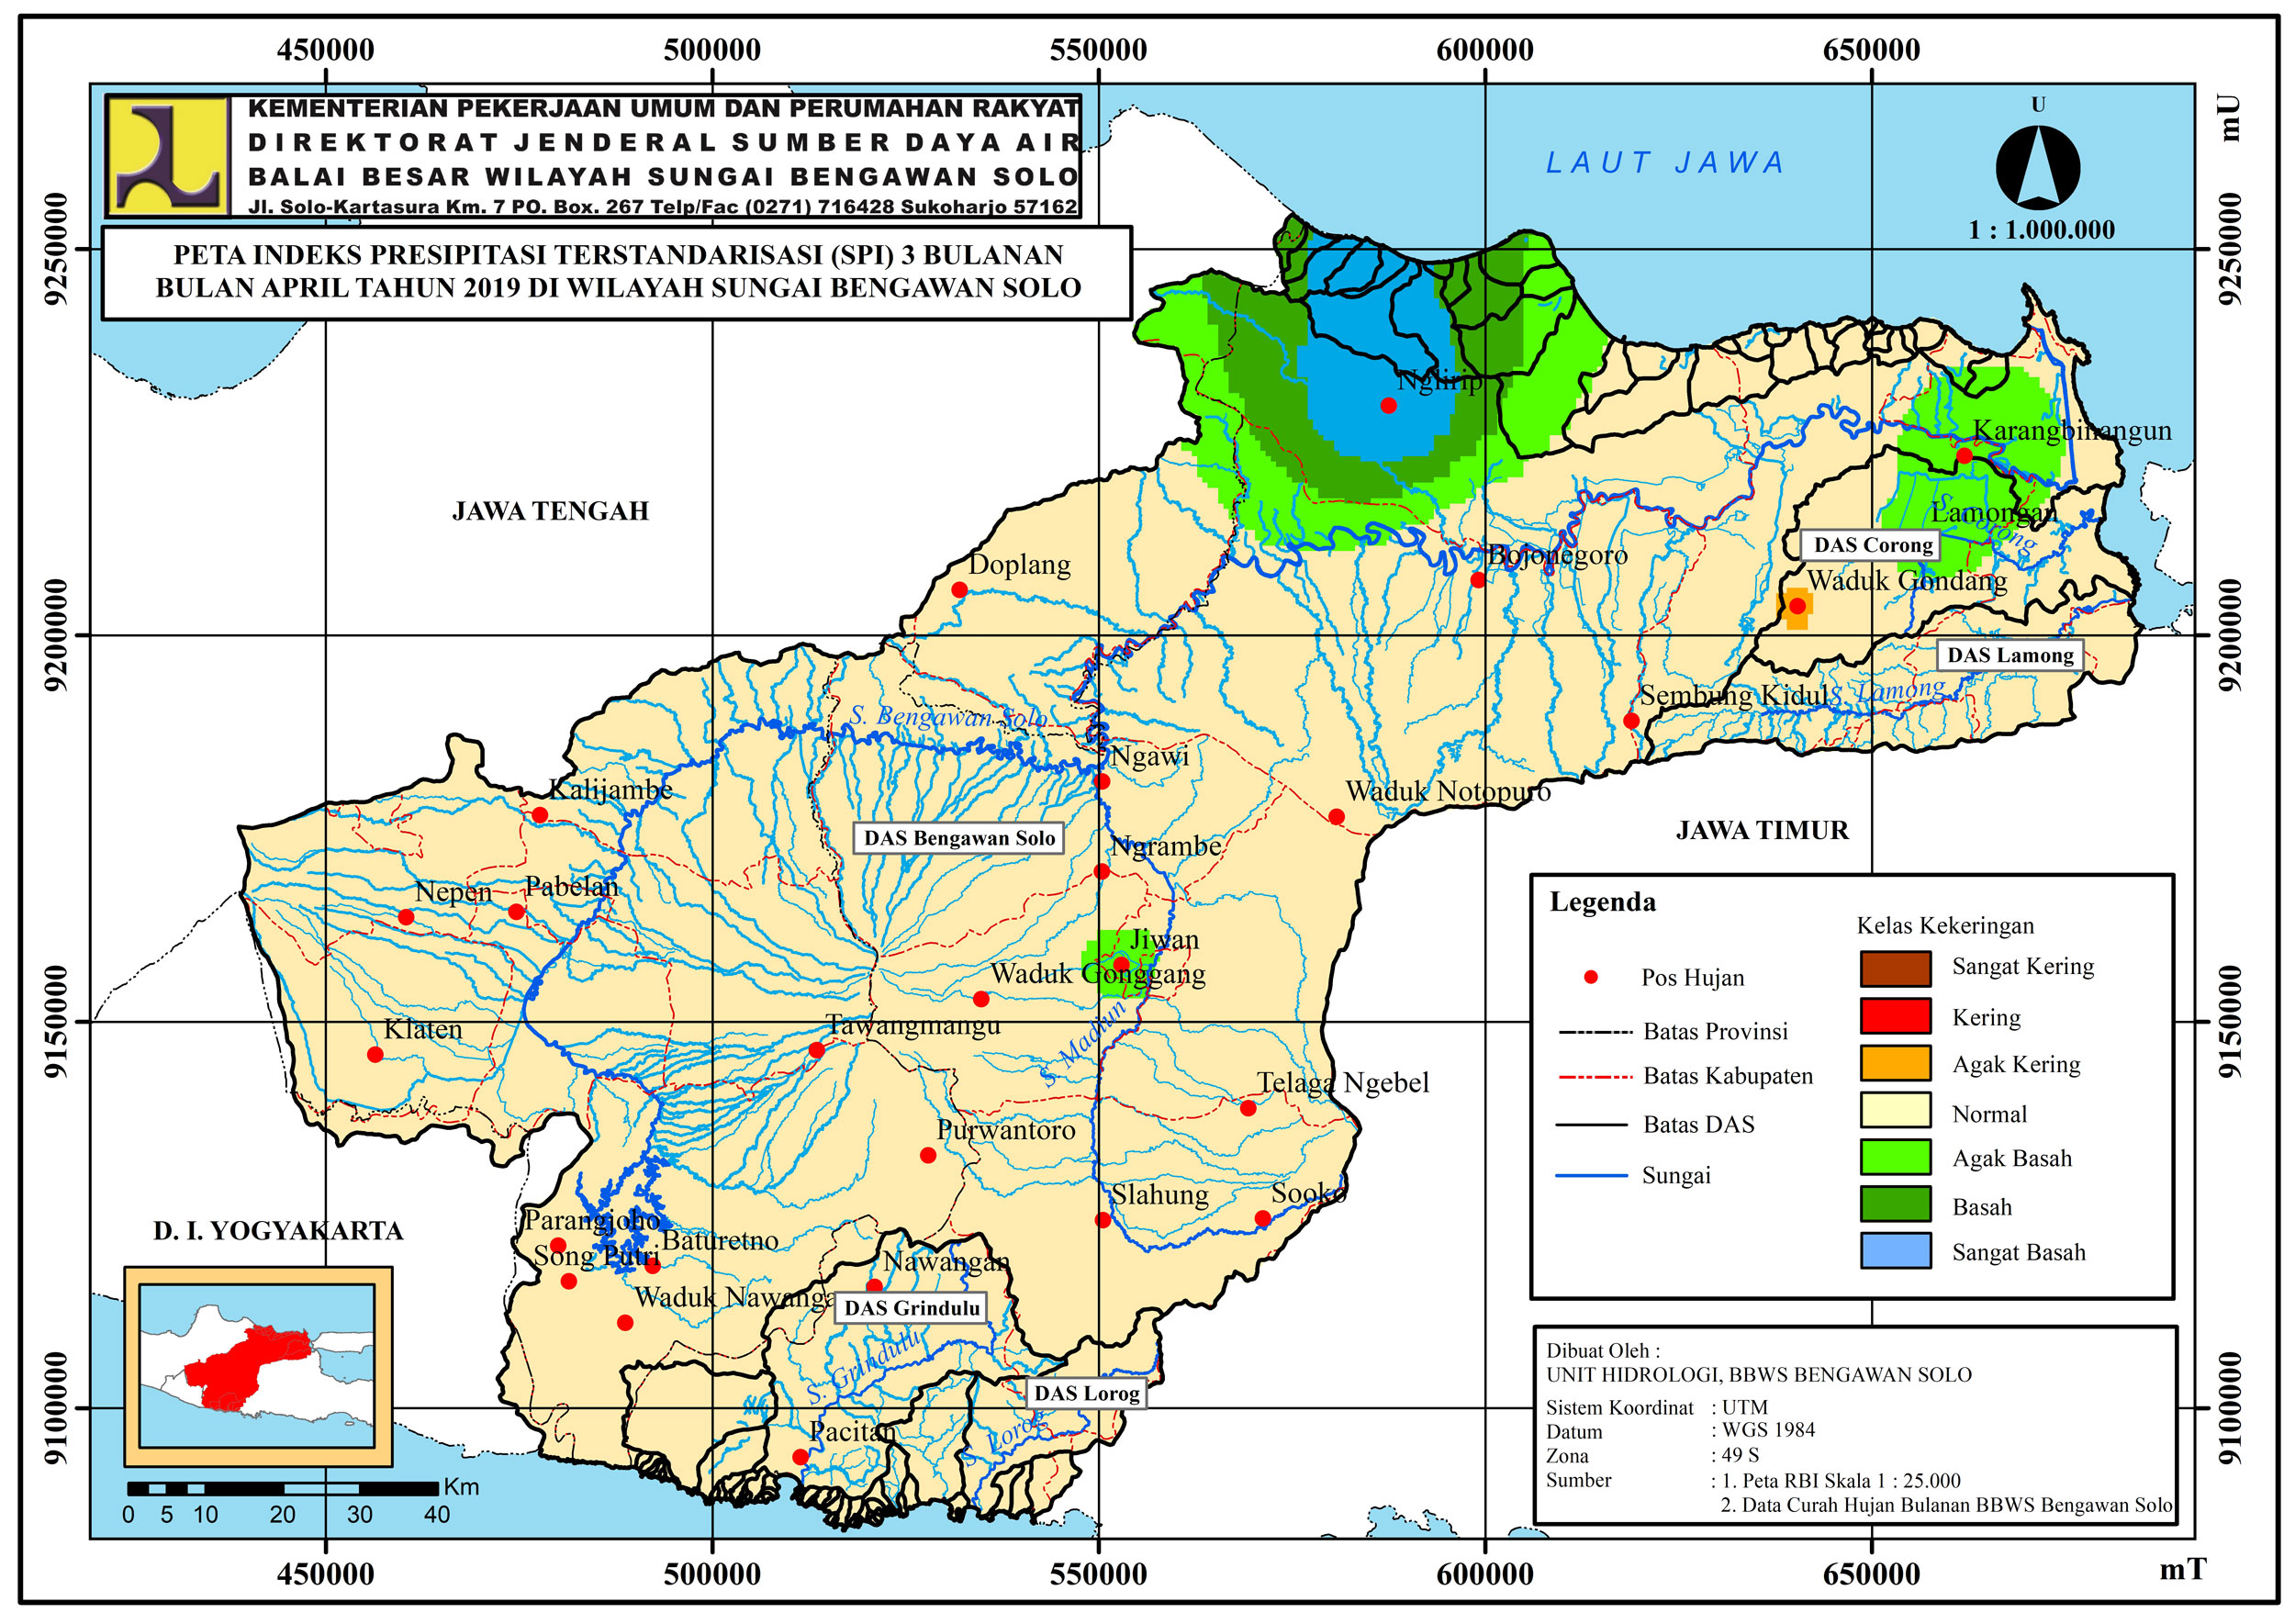 450000 500000 550000 600000 650000
KEMENTERIAN PEKERJAAN UMUM DAN PERUMAHAN RAKYAT
DIREKTORAT JENDERAL SUMBER DAYA AIR
BALAI BESAR WILAYAH SUNGAI BENGAWAN SOLO
Jl. Solo-Kartasura Km. 7 PO. Box. 267 Telp/Fac (0271) 716428 Sukoharjo 57162
PETA INDEKS PRESIPITASI TERSTANDARISASI (SPI) 3 BULANAN
BULAN APRIL TAHUN 2019 DI WILAYAH SUNGAI BENGAWAN SOLO
LAUT JAWA
U
1 : 1.000.000
mU
9250000
9250000
Nglirip
Karangbinangun
JAWA TENGAH
Lamongan
S. Corong
DAS Corong
Doplang
Bojonegoro
Waduk Gondang
9200000
9200000
DAS Lamong
Sembung Kidul
S. Lamong
S. Bengawan Solo
Ngawi
Kalijambe
Waduk Notopuro
JAWA TIMUR
DAS Bengawan Solo
Ngrambe
Nepen
Pabelan
Jiwan
Waduk Gonggang
Klaten
Tawangmangu
S. Madiun
9150000
9150000
Telaga Ngebel
Purwantoro
Slahung
Sooko
Parangjoho
Baturetno
Song Putri
Nawangan
Waduk Nawanga
DAS Grindulu
S. Grindulu
DAS Lorog
S. Lorog
Pacitan
9100000
9100000
D. I. YOGYAKARTA
Km
0 5 10 20 30 40
Legenda
Pos Hujan
Batas Provinsi
Batas Kabupaten
Batas DAS
Sungai
Kelas Kekeringan
Sangat Kering
Kering
Agak Kering
Normal
Agak Basah
Basah
Sangat Basah
Dibuat Oleh :
UNIT HIDROLOGI, BBWS BENGAWAN SOLO
Sistem Koordinat : UTM
Datum : WGS 1984
Zona : 49 S
Sumber : 1. Peta RBI Skala 1 : 25.000
2. Data Curah Hujan Bulanan BBWS Bengawan Solo
450000 500000 550000 600000 650000
mT